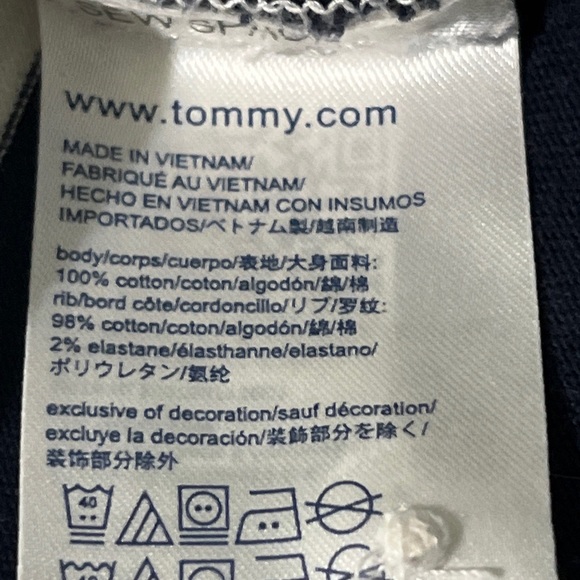 SEW SP
www.tommy.com
MADE IN VIETNAM/
FABRIQUÉ AU VIETNAM/
HECHO EN VIETNAM CON INSUMOS
IMPORTADOS/ベトナム製/越南制造
body/corps/cuerpo/表地/大身面料:
100% cotton/coton/algodón/綿/棉
rib/bord côte/cordoncillo/リブ/罗纹:
98% cotton/coton/algodón/綿/棉
2% elastane/élasthanne/elastano/
ポリウレタン/氨纶
exclusive of decoration/sauf décoration/
excluye la decoración/装飾部分を除く/
装饰部分除外
40